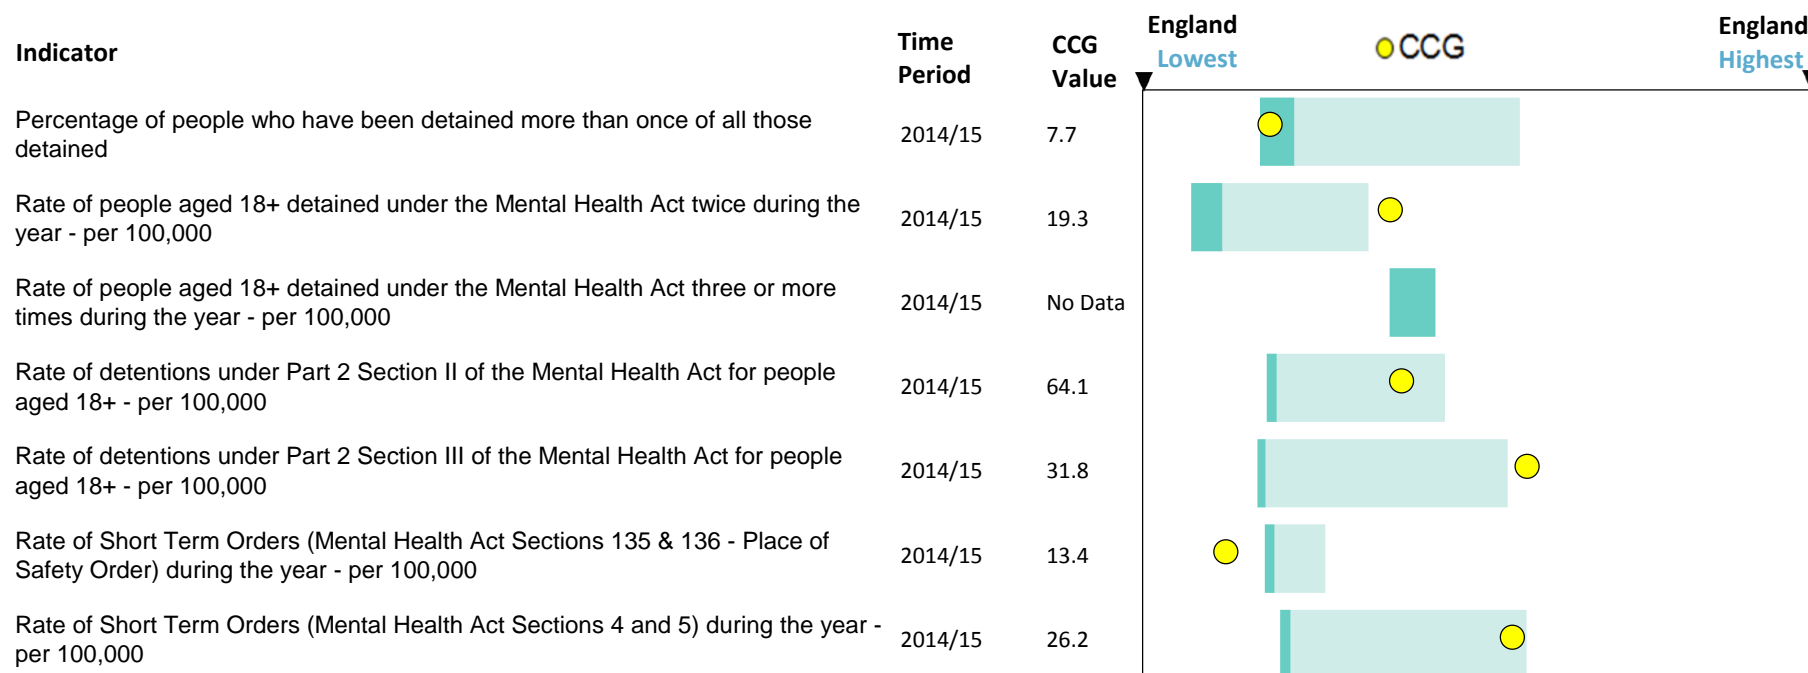 Indicator
Time
Period
CCG
Value
England
Lowest
CCG
England
Highest
Percentage of people who have been detained more than once of all those
detained
2014/15
7.7
Rate of people aged 18+ detained under the Mental Health Act twice during the
year - per 100,000
2014/15
19.3
Rate of people aged 18+ detained under the Mental Health Act three or more
times during the year - per 100,000
2014/15
No Data
Rate of detentions under Part 2 Section II of the Mental Health Act for people
aged 18+ - per 100,000
2014/15
64.1
Rate of detentions under Part 2 Section III of the Mental Health Act for people
aged 18+ - per 100,000
2014/15
31.8
Rate of Short Term Orders (Mental Health Act Sections 135 & 136 - Place of
Safety Order) during the year - per 100,000
2014/15
13.4
Rate of Short Term Orders (Mental Health Act Sections 4 and 5) during the year -
per 100,000
2014/15
26.2